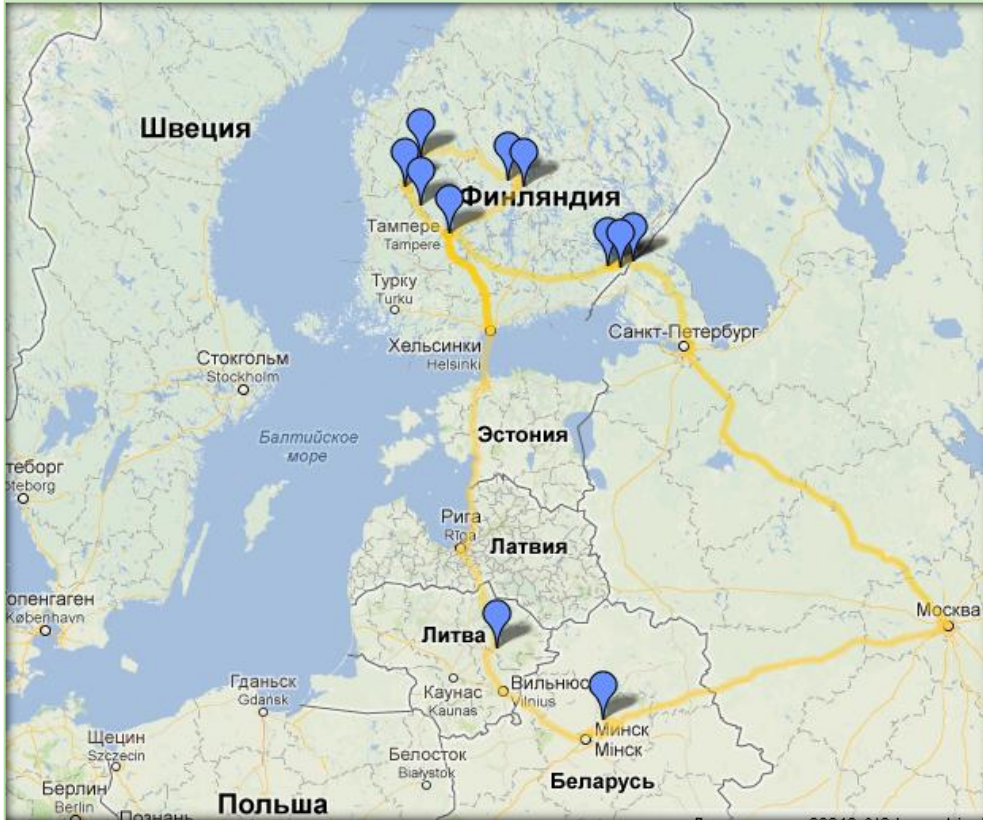 Швеция
Финляндия
Тампере
Tampere
Турку
Turku
Хельсинки
Helsinki
Санкт-Петербург
Стокгольм
Stockholm
Эстония
Балтийское
море
теборг
öteborg
Рига
Rīga
Латвия
опенгаген
København
Москва
Литва
Каунас
Kaunas
Вильнюс
Vilnius
Гданьск
Gdańsk
Минск
Мінск
Щецин
Szczecin
Белосток
Białystok
Беларусь
Берлин
Berlin
Польша
Познань